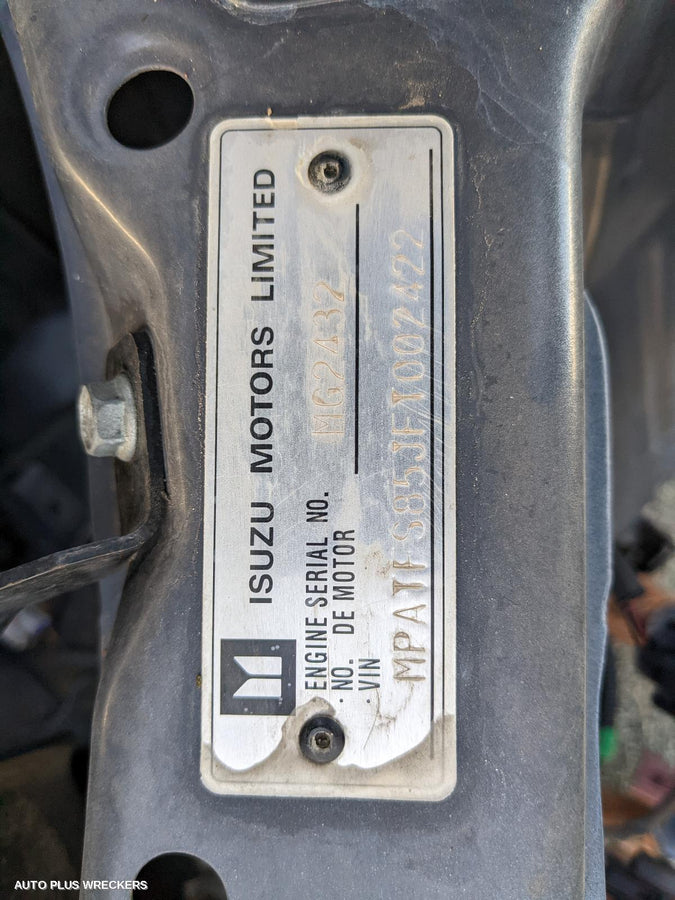 ISUZU MOTORS LIMITED
ENGINE SERIAL NO. MG2432
NO. DE MOTOR
VIN
MPATFS85JFT002422
AUTO PLUS WRECKERS